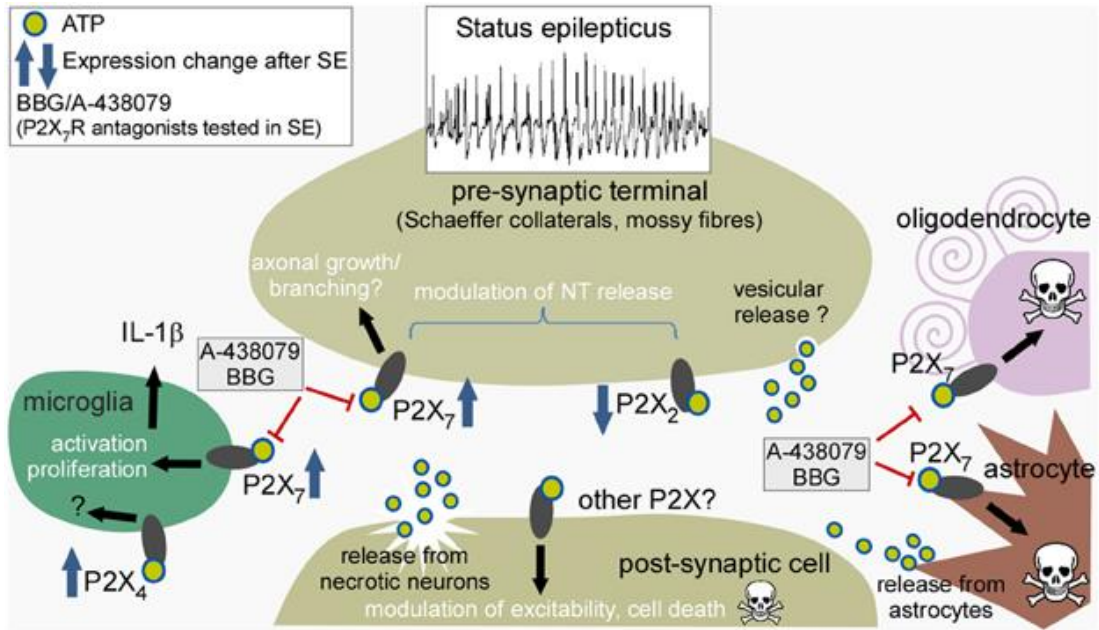 ATP
Expression change after SE
BBG/A-438079
(P2X₇R antagonists tested in SE)
Status epilepticus
pre-synaptic terminal
(Schaeffer collaterals, mossy fibres)
axonal growth/
branching?
modulation of NT release
vesicular
release ?
oligodendrocyte
IL-1β
A-438079
BBG
P2X₇
P2X₂
P2X₇
microglia
activation
proliferation
P2X₇
?
P2X₄
A-438079
BBG
P2X₇
astrocyte
other P2X?
release from
necrotic neurons
post-synaptic cell
modulation of excitability, cell death
release from
astrocytes